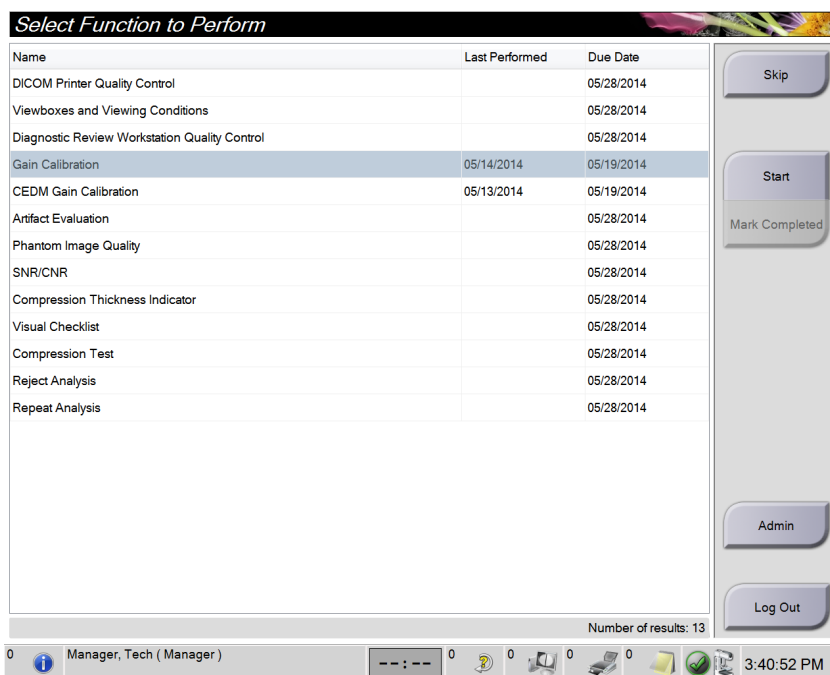 Select Function to Perform
Name Last Performed Due Date
DICOM Printer Quality Control 05/28/2014
Viewboxes and Viewing Conditions 05/28/2014
Diagnostic Review Workstation Quality Control 05/28/2014
Gain Calibration 05/14/2014 05/19/2014
CEDM Gain Calibration 05/13/2014 05/19/2014
Artifact Evaluation 05/28/2014
Phantom Image Quality 05/28/2014
SNR/CNR 05/28/2014
Compression Thickness Indicator 05/28/2014
Visual Checklist 05/28/2014
Compression Test 05/28/2014
Reject Analysis 05/28/2014
Repeat Analysis 05/28/2014
Number of results: 13
Skip
Start
Mark Completed
Admin
Log Out
0 Manager, Tech ( Manager ) --:-- 0 0 0 0 3:40:52 PM